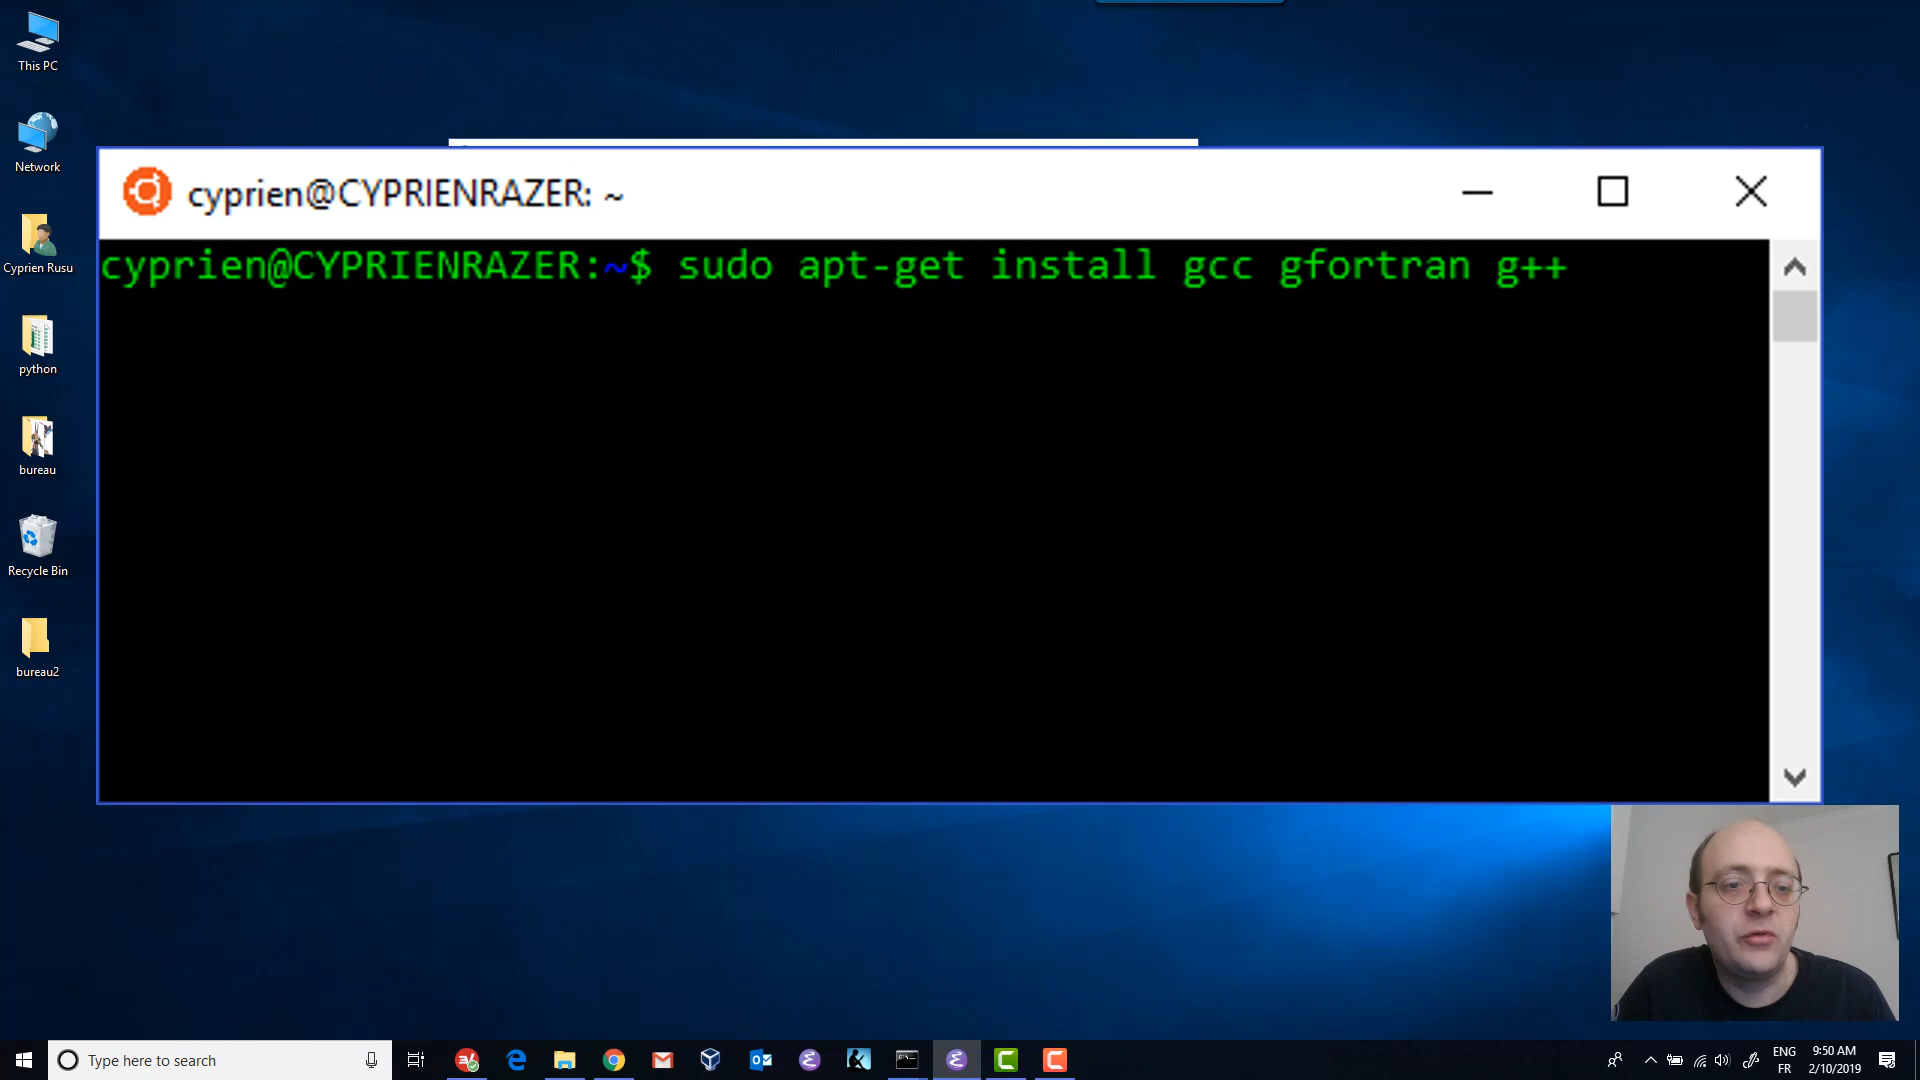 This PC
Network
Cyprien Rusu
python
bureau
Recycle Bin
bureau2
cyprien@CYPRIENRAZER: ~
cyprien@CYPRIENRAZER:~$ sudo apt-get install gcc gfortran g++
Type here to search
ENG
FR
9:50 AM
2/10/2019